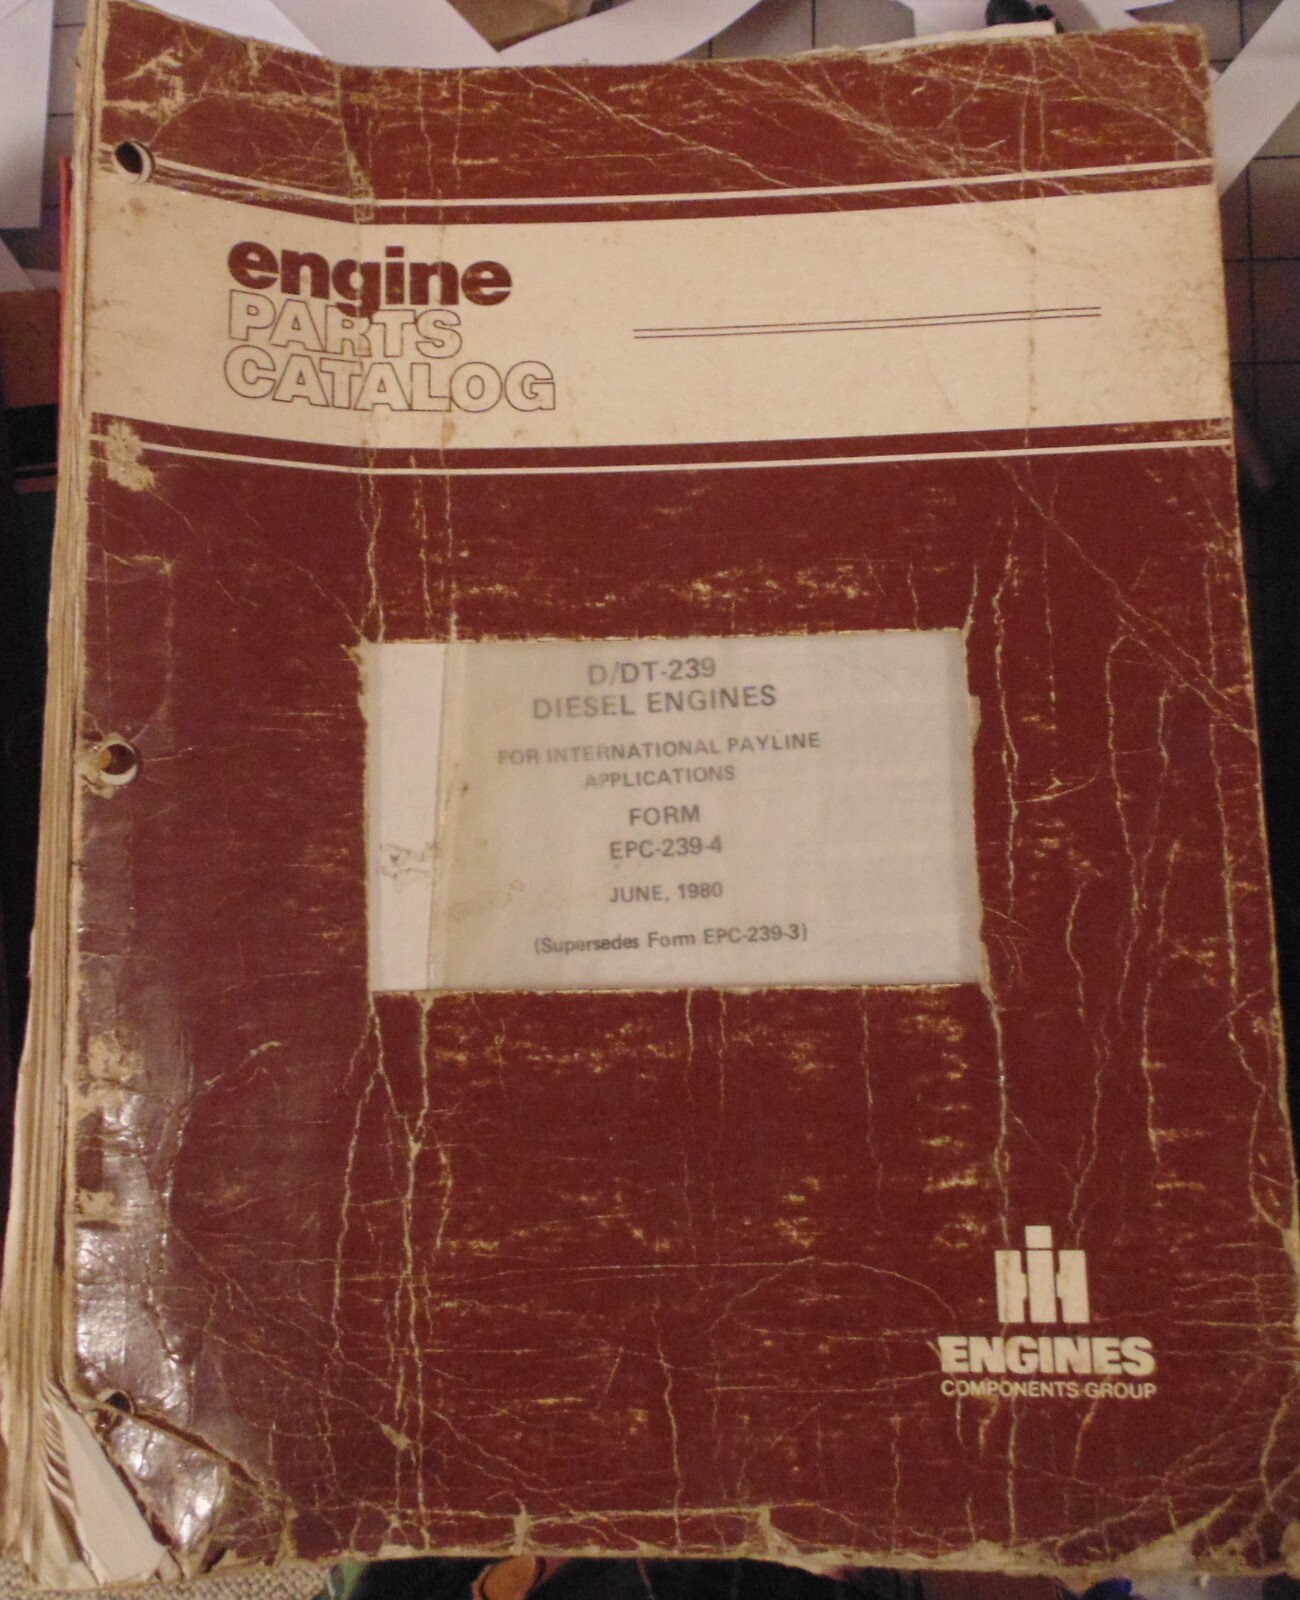 engine
PARTS
CATALOG
D/DT-239
DIESEL ENGINES
FOR INTERNATIONAL PAYLINE
APPLICATIONS
FORM
EPC-239-4
JUNE, 1980
(Supersedes Form EPC-239-3)
IH
ENGINES
COMPONENTS GROUP